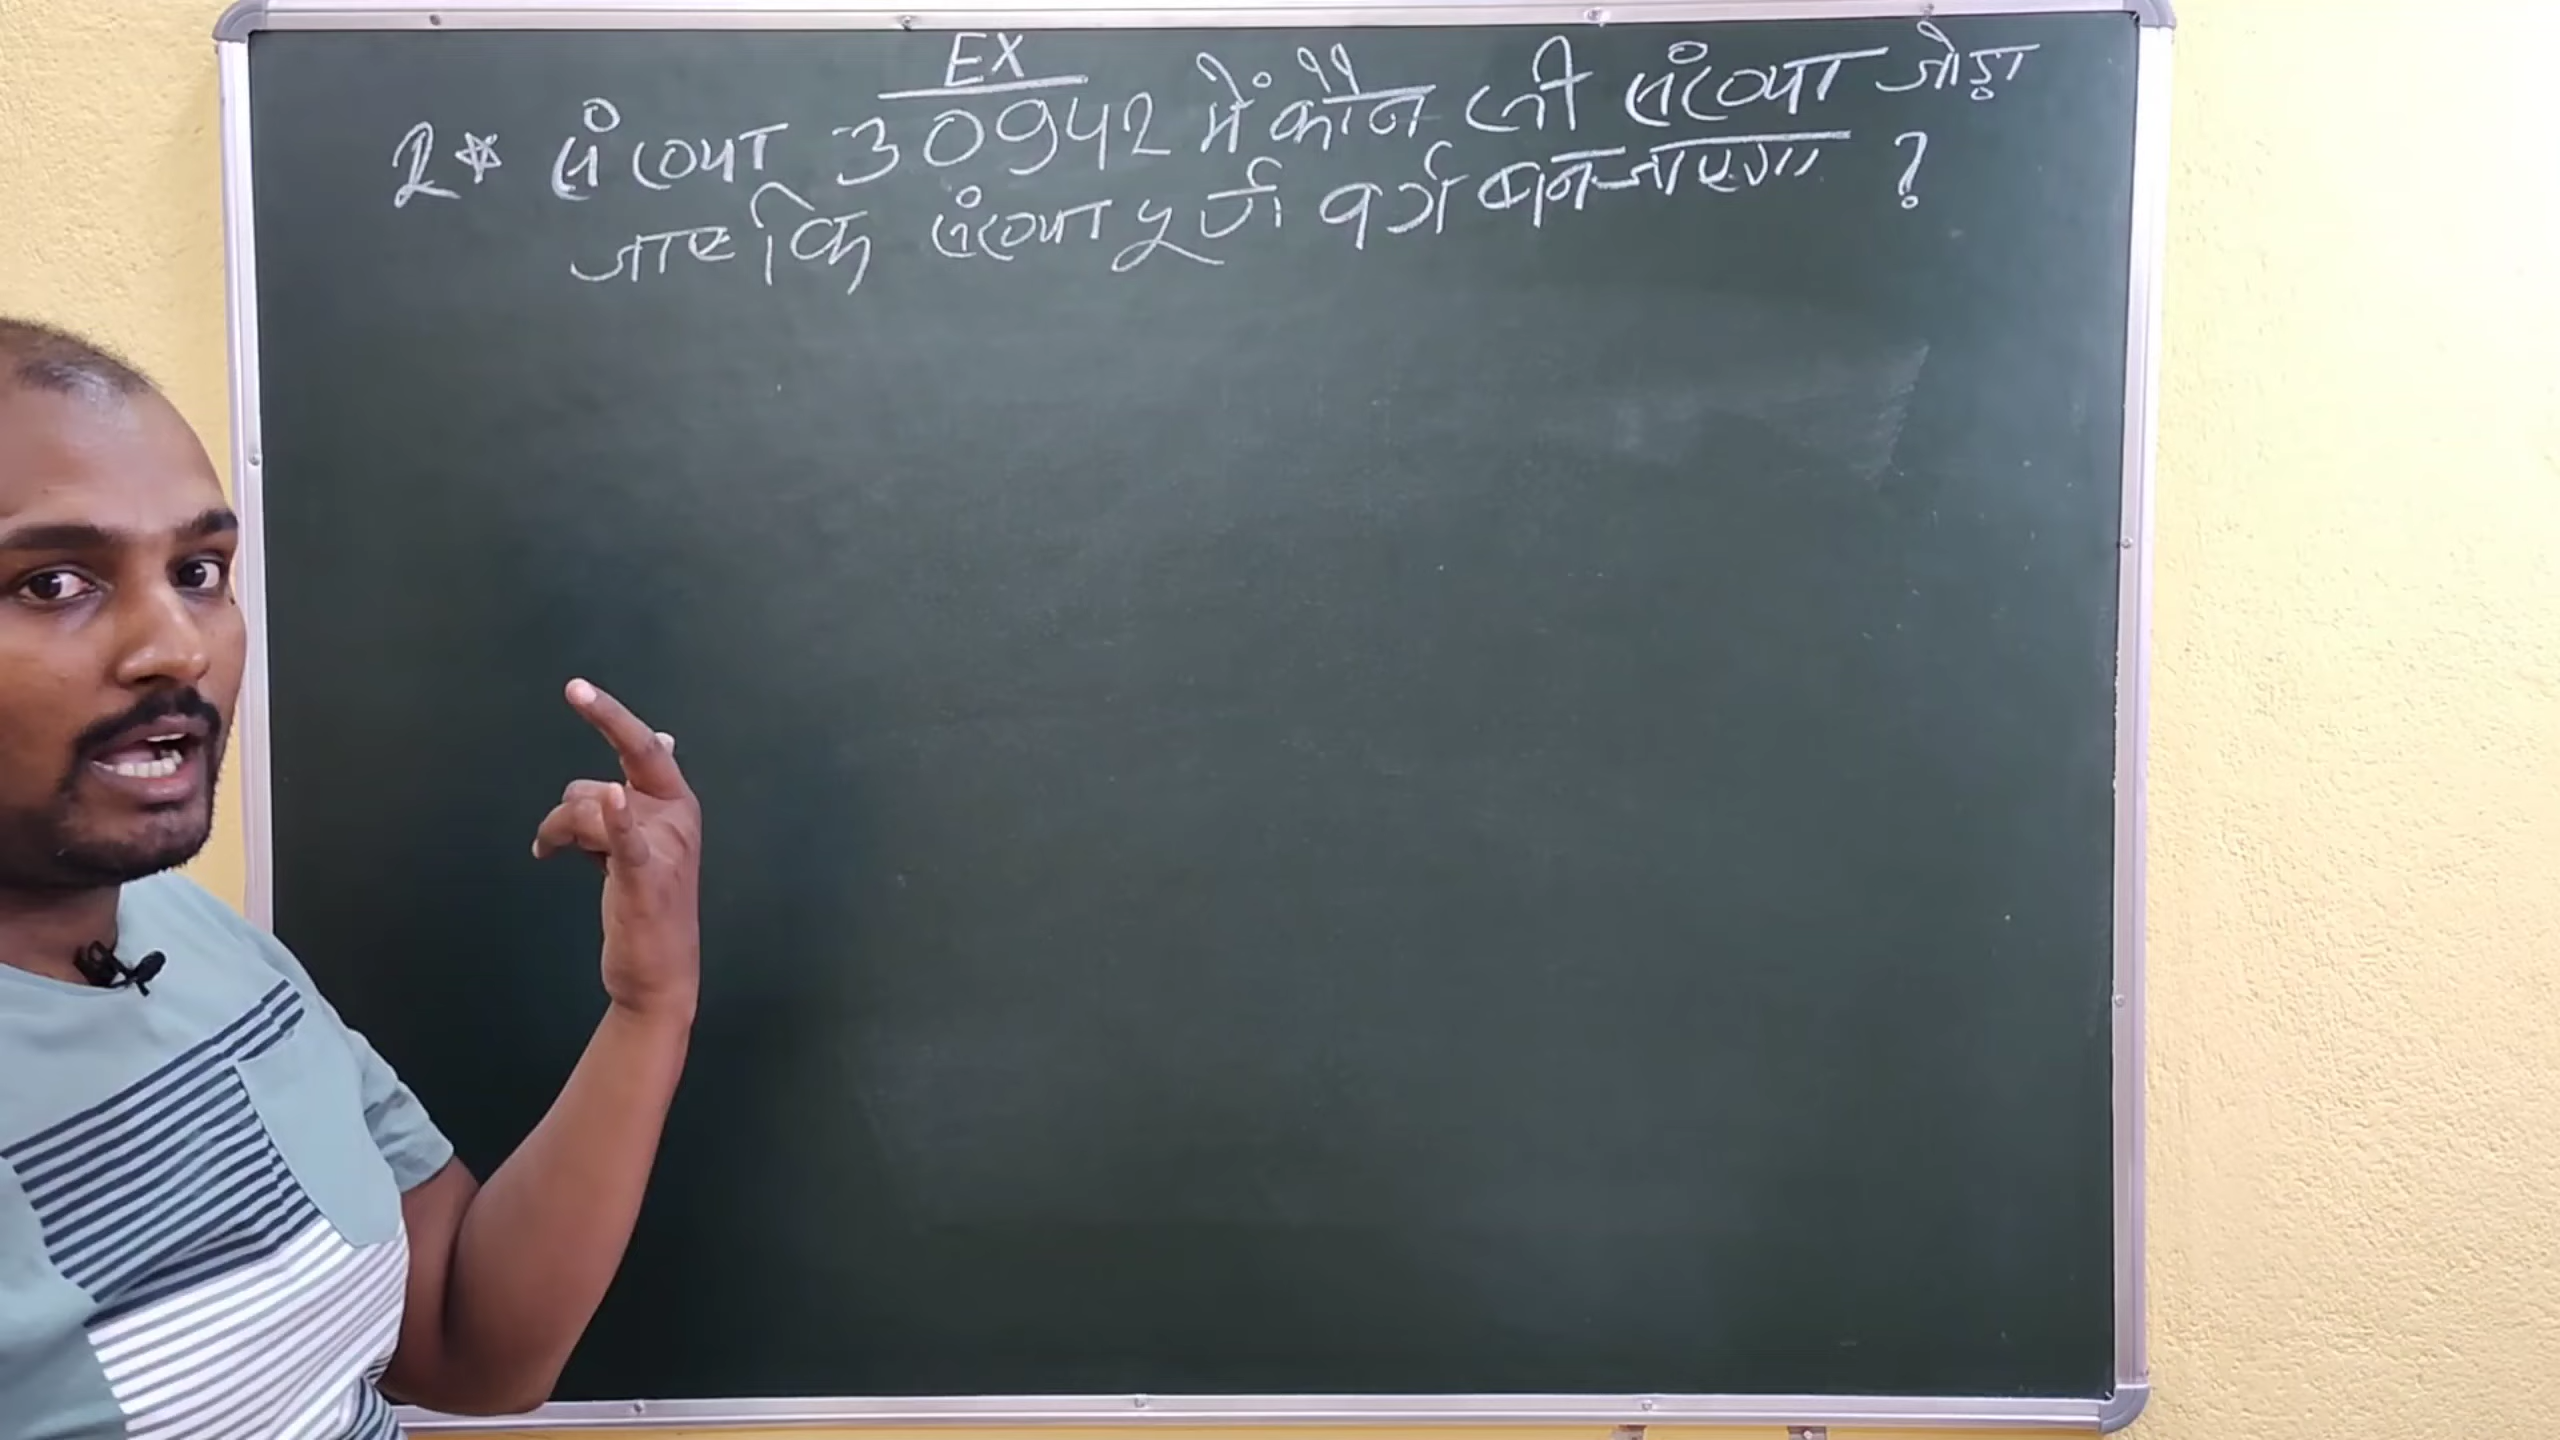 EX
2* संख्या 30942 में कौन सी संख्या जोड़ा
जाए कि संख्या पूर्ण वर्ग बन जाएगा ?